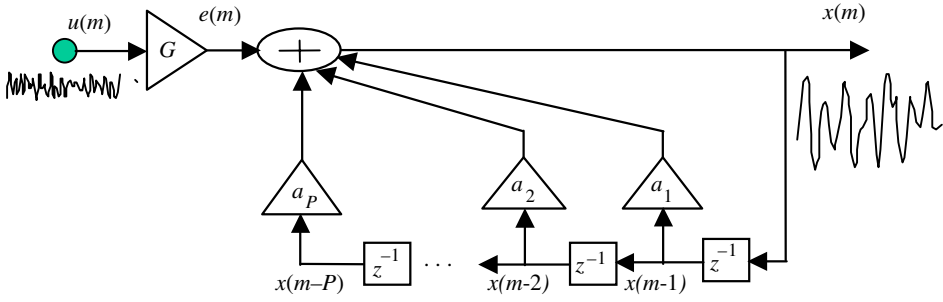 u(m)
e(m)
x(m)
G
+
a_P
a_2
a_1
z^{-1}
. . .
z^{-1}
z^{-1}
x(m–P)
x(m-2)
x(m-1)